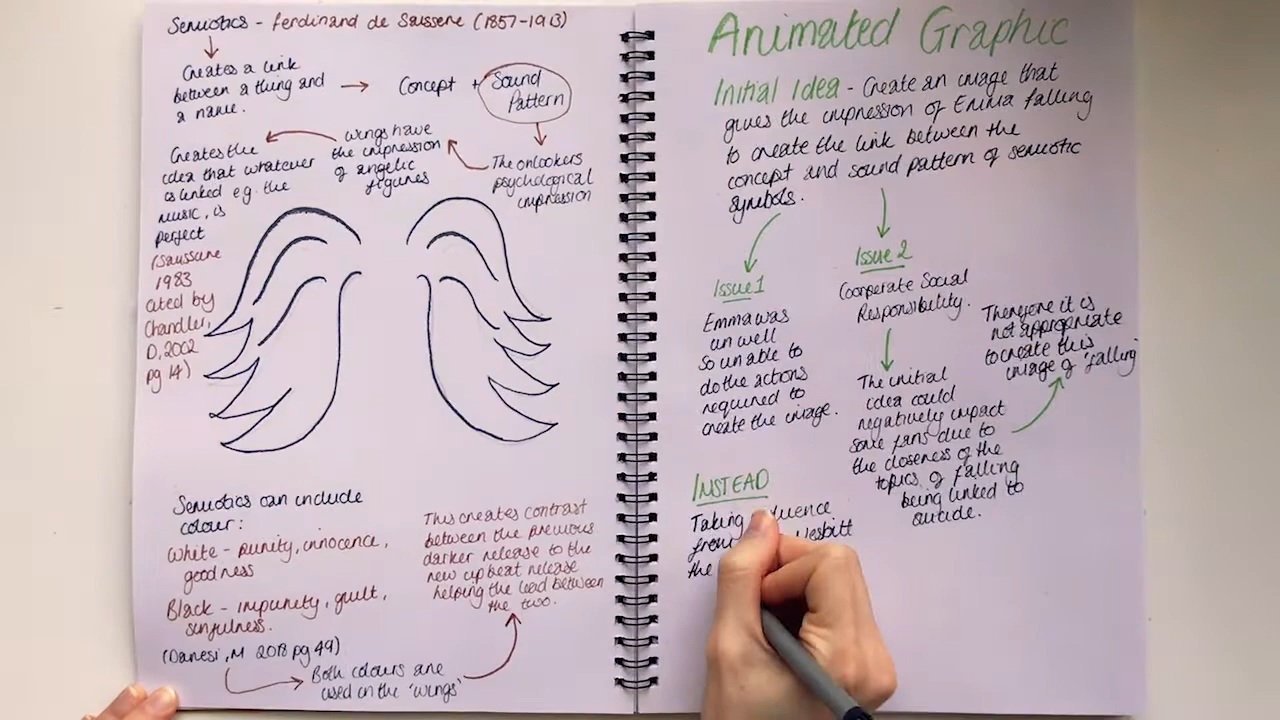 Semiotics - Ferdinand de Saissere (1857-1913)
Creates a link
between a thing and
a name.
Concept + Sound
Pattern
The onlookers
psychological
impression
wings have
the impression
of angelic
figures
Creates the
idea that whatever
is linked e.g. the
music, is
perfect
(Saussure
1983
cited by
Chandler,
D, 2002
pg 14)
Semiotics can include
colour:
White - purity, innocence,
goodness
Black - impurity, guilt,
sinfulness.
(Danesi, M 2018 pg 49)
Both colours are
used in the 'wings'
This creates contrast
between the previous
darker release to the
new upbeat release
helping the lead between
the two.
Animated Graphic
Initial Idea - Create an image that
gives the impression of Emma falling
to create the link between the
concept and sound pattern of semiotic
symbols.
Issue 1
Emma was
unwell
so unable to
do the actions
required to
create the image.
Issue 2
Coorperate Social
Responsibility.
The initial
idea could
negatively impact
some fans due to
the closeness of the
topics of falling
being linked to
suicide.
Therefore it is
not appropriate
to create this
image of 'falling'
INSTEAD
Taking
from Nesbitt
the